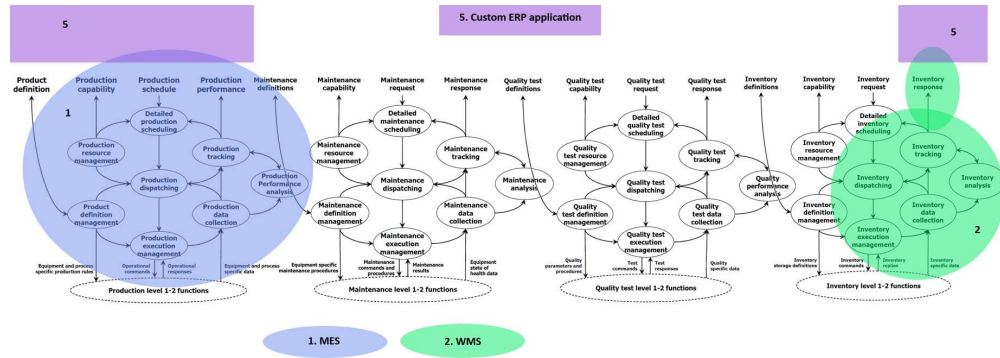 5
5. Custom ERP application
5
Product
definition
Production
capability
Production
schedule
Production
performance
Maintenance
definitions
Maintenance
capability
Maintenance
request
Maintenance
response
Quality test
definitions
Quality test
capability
Quality test
request
Quality test
response
Inventory
definitions
Inventory
capability
Inventory
request
Inventory
response
1
Detailed
production
scheduling
Production
resource
management
Production
tracking
Production
dispatching
Production
Performance
analysis
Product
definition
management
Production
data
collection
Production
execution
management
Equipment and process
specific production rules
Operational
commands
Operational
responses
Equipment and process
specific data
Production level 1-2 functions
Detailed
maintenance
scheduling
Maintenance
resource
management
Maintenance
tracking
Maintenance
dispatching
Maintenance
analysis
Maintenance
definition
management
Maintenance
data
collection
Maintenance
execution
management
Equipment specific
maintenance procedures
Maintenance
commands and
procedures
Maintenance
results
Equipment
state of
health data
Maintenance level 1-2 functions
Detailed
quality test
scheduling
Quality
test resource
management
Quality test
tracking
Quality test
dispatching
Quality
performance
analysis
Quality
test definition
management
Quality
test data
collection
Quality test
execution
management
Quality
parameters and
procedures
Test
commands
Test
responses
Quality
specific data
Quality test level 1-2 functions
Detailed
inventory
scheduling
Inventory
resource
management
Inventory
tracking
Inventory
dispatching
Inventory
analysis
Inventory
definition
management
Inventory
data
collection
Inventory
execution
management
2
Inventory
storage definitions
Inventory
commands
Inventory
replies
Inventory
specific data
Inventory level 1-2 functions
1. MES
2. WMS